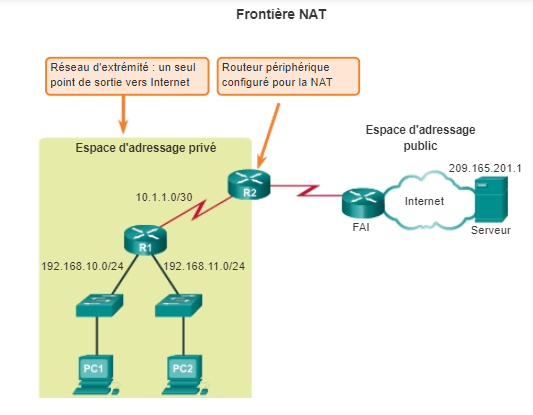 Frontière NAT
Réseau d'extrémité : un seul
point de sortie vers Internet
Routeur périphérique
configuré pour la NAT
Espace d'adressage privé
Espace d'adressage
public
209.165.201.1
R2
10.1.1.0/30
Internet
FAI
Serveur
R1
192.168.10.0/24
192.168.11.0/24
PC1
PC2